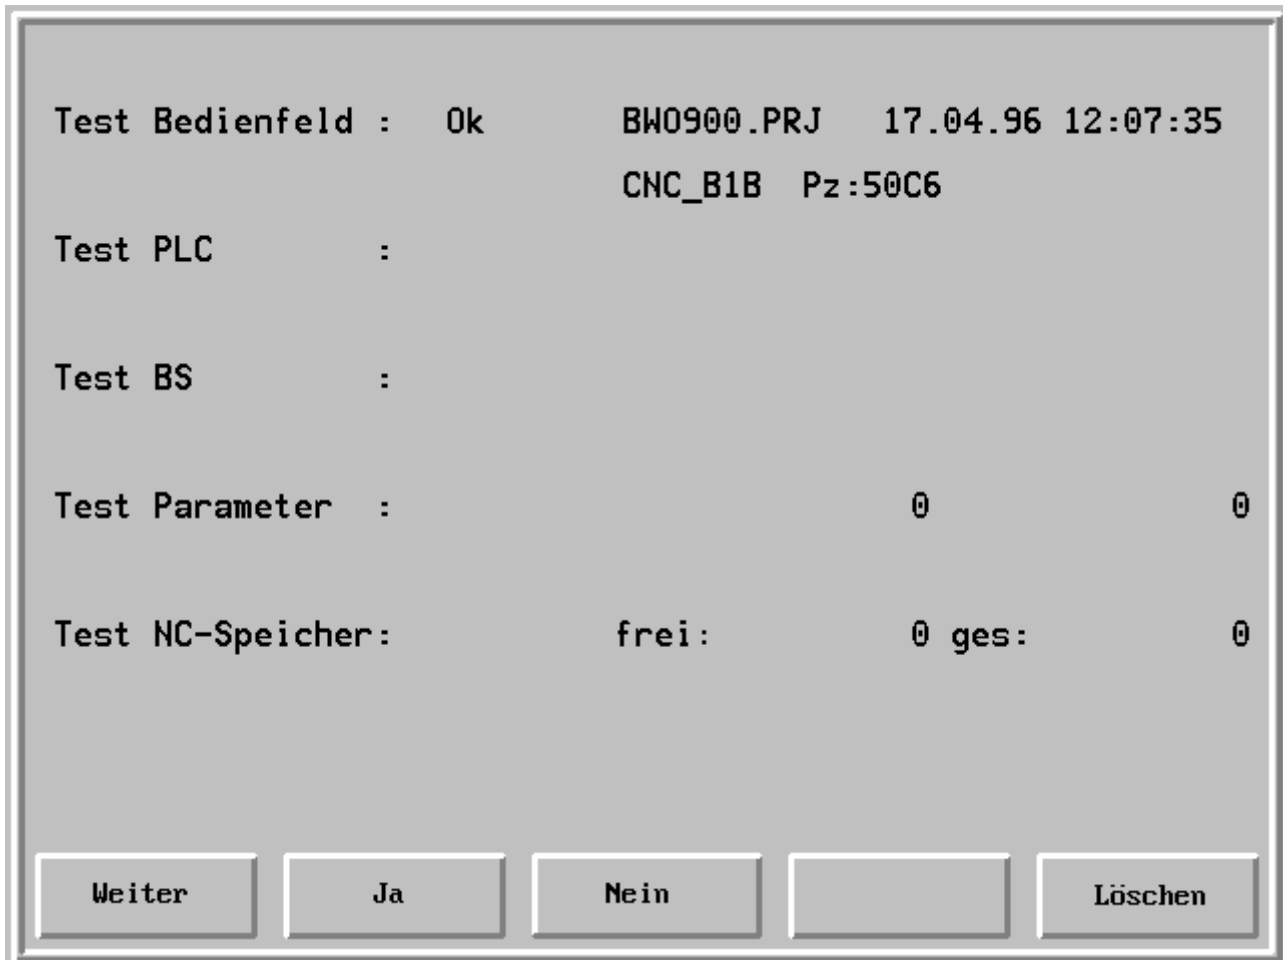 Test Bedienfeld : Ok BWO900.PRJ 17.04.96 12:07:35
CNC_B1B Pz:50C6
Test PLC :
Test BS :
Test Parameter : 0 0
Test NC-Speicher: frei: 0 ges: 0
Weiter Ja Nein Löschen